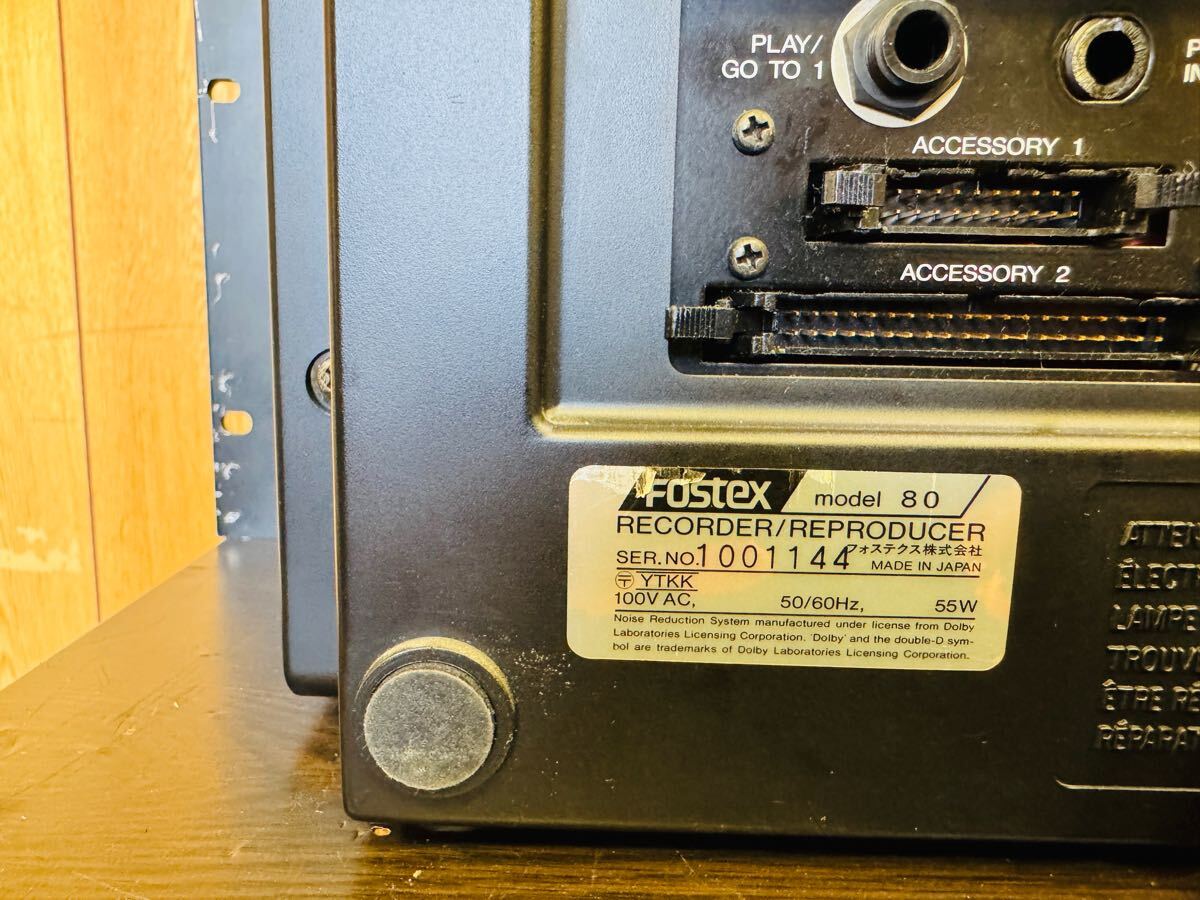 PLAY/
GO TO 1
P
IN
ACCESSORY 1
ACCESSORY 2
Fostex model 80
RECORDER/REPRODUCER
SER. NO. 1001144 フォステクス株式会社
MADE IN JAPAN
〒 YTKK
100V AC, 50/60Hz, 55W
Noise Reduction System manufactured under license from Dolby
Laboratories Licensing Corporation. 'Dolby' and the double-D sym-
bol are trademarks of Dolby Laboratories Licensing Corporation.
ATTEN
ÉLECT
LAMPE
TROUV
ÊTRE RE
RÉPARAT